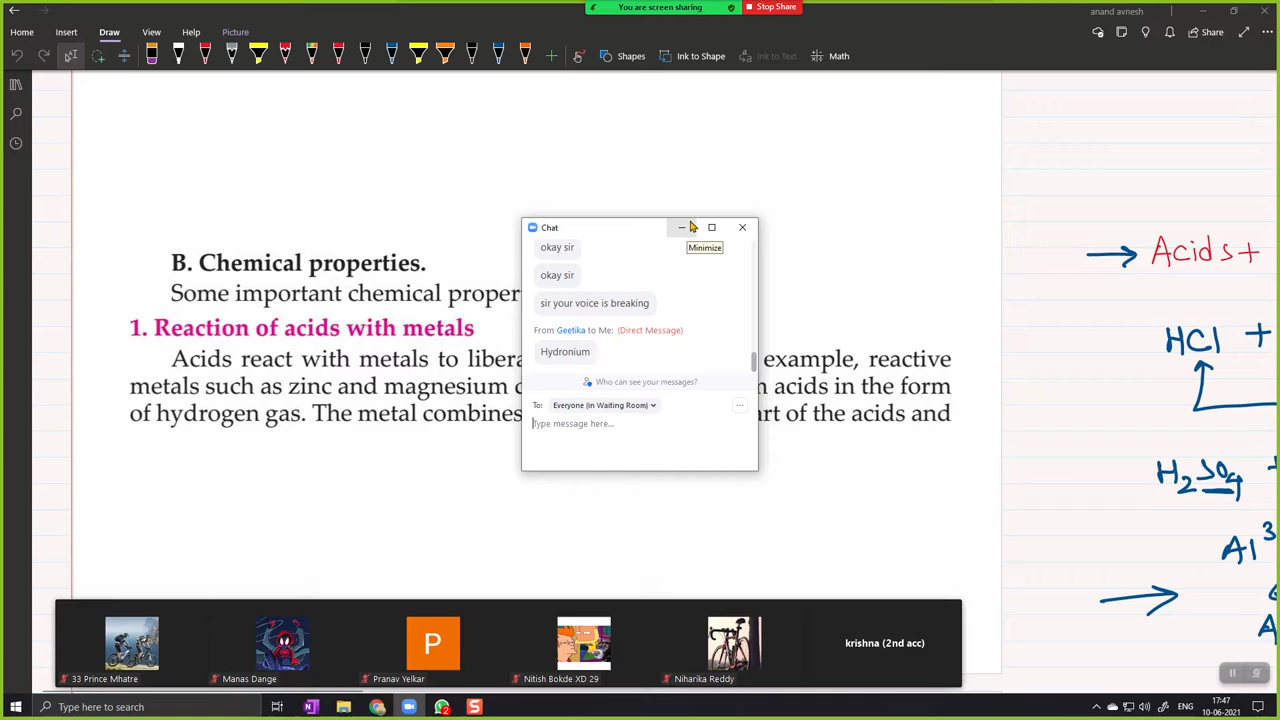 You are screen sharing
Stop Share
anand avnesh
Home Insert Draw View Help Picture
Shapes Ink to Shape Ink to Text Math
Share
B. Chemical properties.
Some important chemical proper
1. Reaction of acids with metals
Acids react with metals to libera example, reactive
metals such as zinc and magnesium acids in the form
of hydrogen gas. The metal combines art of the acids and
Chat
Minimize
okay sir
okay sir
sir your voice is breaking
From Geetika to Me: (Direct Message)
Hydronium
Who can see your messages?
To: Everyone (in Waiting Room)
Type message here...
→ Acids +
HCl +
H2SO4 +
Al3
→
A
33 Prince Mhatre
Manas Dange
P
Pranav Yelkar
Nitish Bokde XD 29
Niharika Reddy
krishna (2nd acc)
Type here to search
2
ENG
17:47
10-06-2021